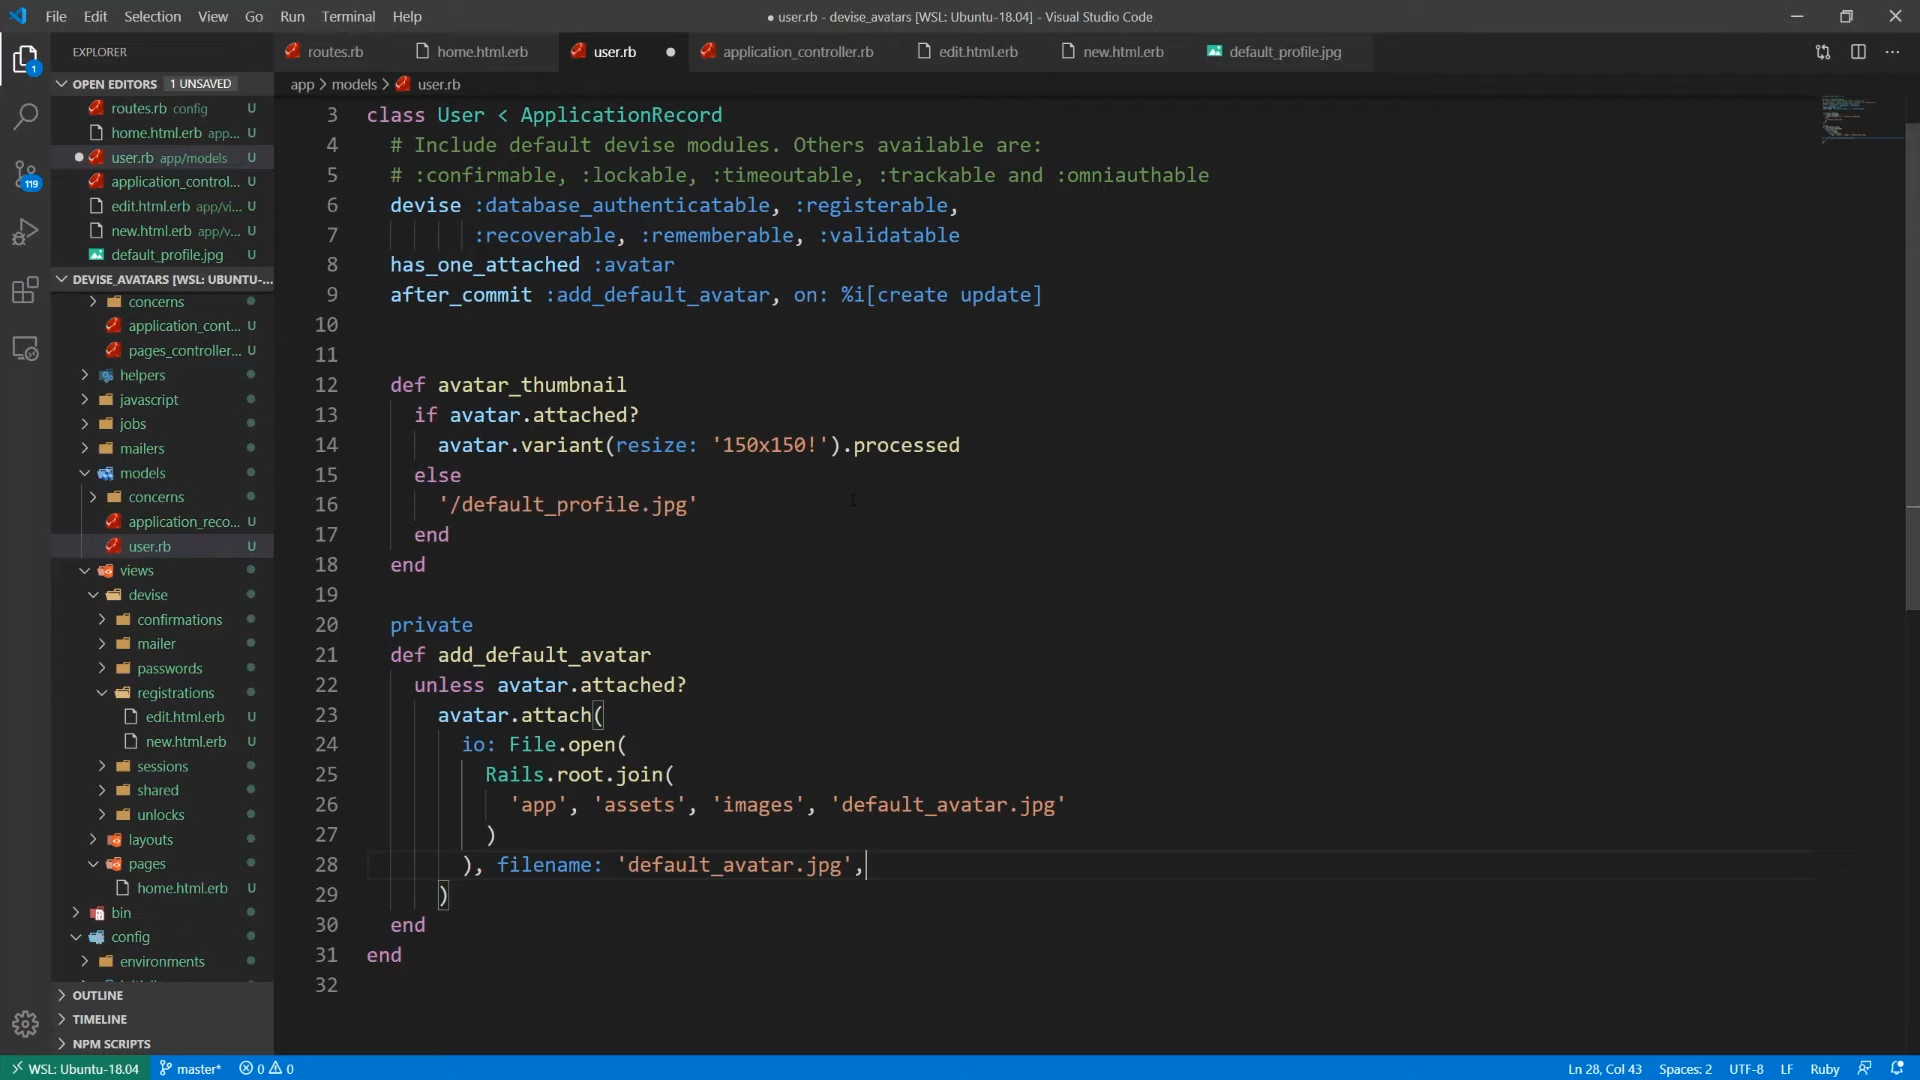 File Edit Selection View Go Run Terminal Help
● user.rb - devise_avatars [WSL: Ubuntu-18.04] - Visual Studio Code
EXPLORER
routes.rb
home.html.erb
user.rb
application_controller.rb
edit.html.erb
new.html.erb
default_profile.jpg
OPEN EDITORS 1 UNSAVED
routes.rb config U
home.html.erb app... U
user.rb app/models U
application_control... U
edit.html.erb app/vi... U
new.html.erb app/v... U
default_profile.jpg U
DEVISE_AVATARS [WSL: UBUNTU-...
concerns
application_cont... U
pages_controller... U
helpers
javascript
jobs
mailers
models
concerns
application_reco... U
user.rb U
views
devise
confirmations
mailer
passwords
registrations
edit.html.erb U
new.html.erb U
sessions
shared
unlocks
layouts
pages
home.html.erb U
bin
config
environments
OUTLINE
TIMELINE
NPM SCRIPTS
1
119
app > models > user.rb
3 class User < ApplicationRecord
4 # Include default devise modules. Others available are:
5 # :confirmable, :lockable, :timeoutable, :trackable and :omniauthable
6 devise :database_authenticatable, :registerable,
7 :recoverable, :rememberable, :validatable
8 has_one_attached :avatar
9 after_commit :add_default_avatar, on: %i[create update]
10
11
12 def avatar_thumbnail
13 if avatar.attached?
14 avatar.variant(resize: '150x150!').processed
15 else
16 '/default_profile.jpg'
17 end
18 end
19
20 private
21 def add_default_avatar
22 unless avatar.attached?
23 avatar.attach(
24 io: File.open(
25 Rails.root.join(
26 'app', 'assets', 'images', 'default_avatar.jpg'
27 )
28 ), filename: 'default_avatar.jpg',
29 )
30 end
31 end
32
WSL: Ubuntu-18.04 master* 0 0
Ln 28, Col 43 Spaces: 2 UTF-8 LF Ruby